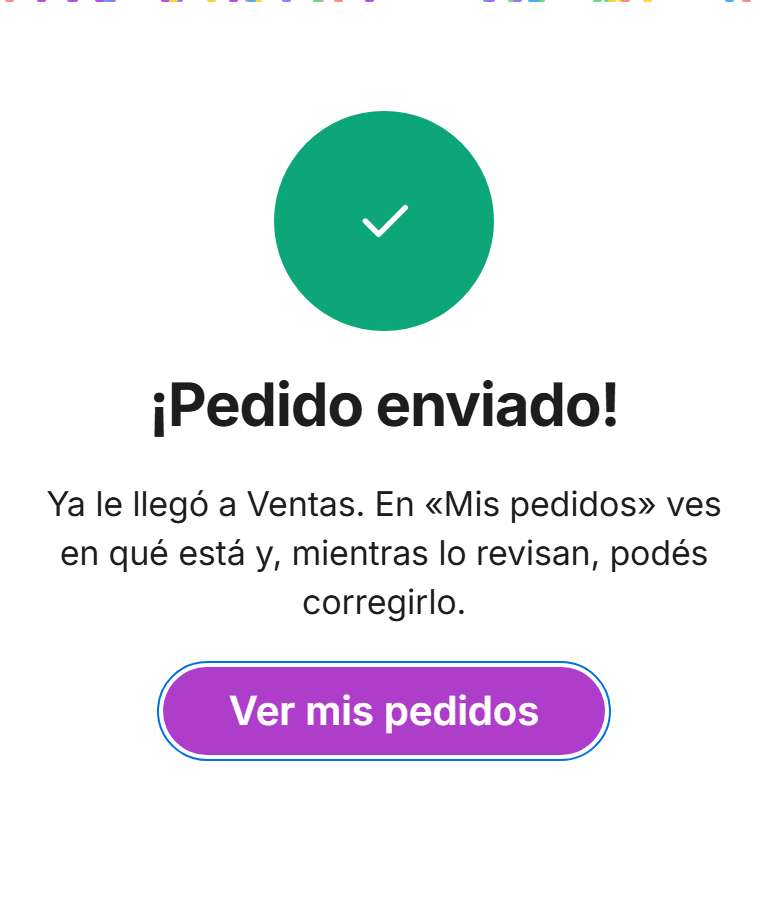 ¡Pedido enviado!
Ya le llegó a Ventas. En «Mis pedidos» ves
en qué está y, mientras lo revisan, podés
corregirlo.
Ver mis pedidos